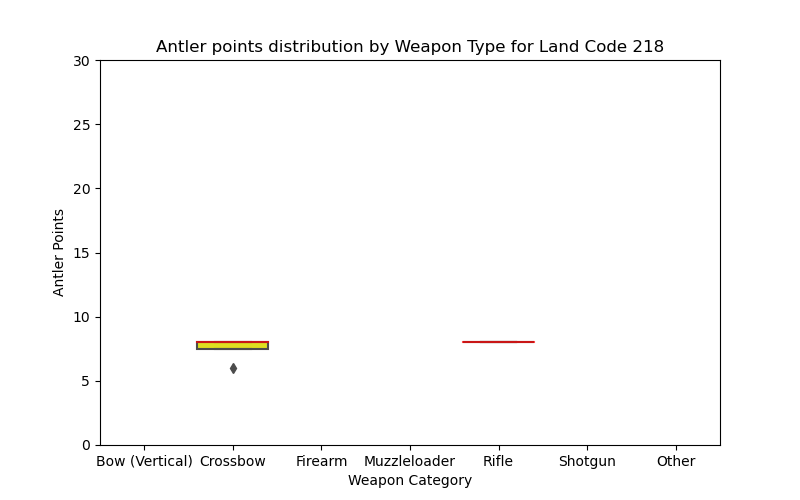 Antler points distribution by Weapon Type for Land Code 218
30
25
20
15
10
5
0
Antler Points
Bow (Vertical) Crossbow Firearm Muzzleloader Rifle Shotgun Other
Weapon Category